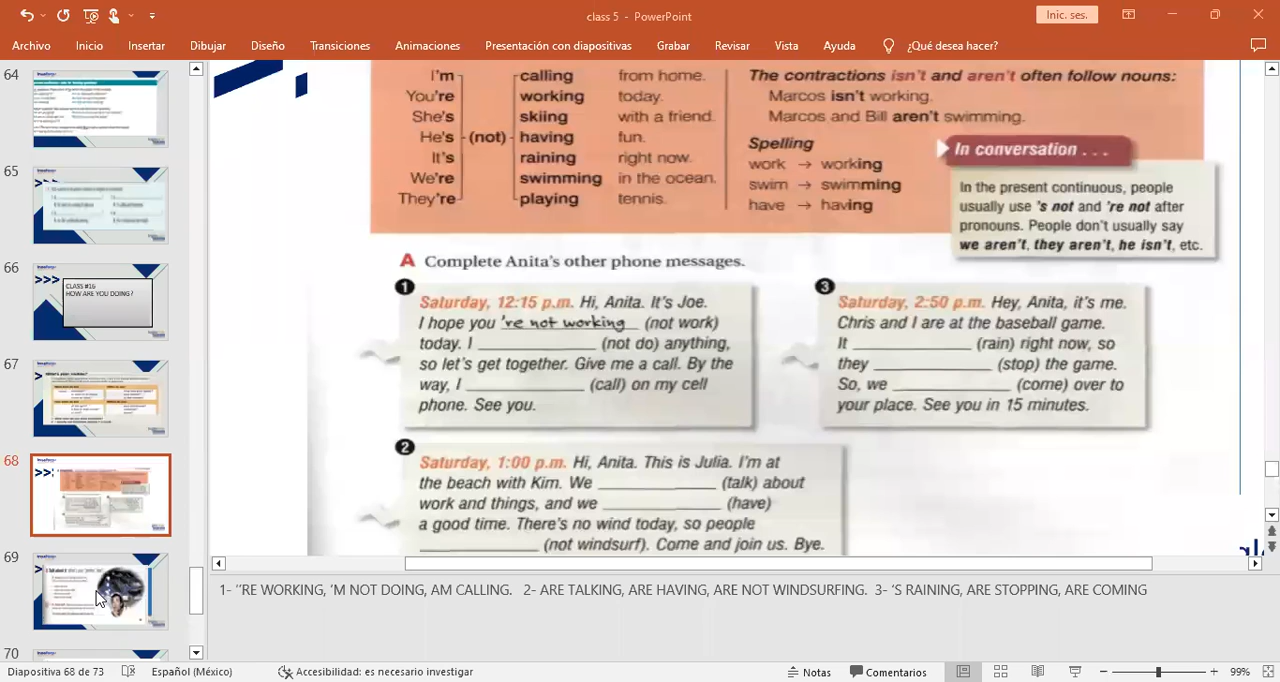 class 5 - PowerPoint
Inic. ses.
Archivo Inicio Insertar Dibujar Diseño Transiciones Animaciones Presentación con diapositivas Grabar Revisar Vista Ayuda ¿Qué desea hacer?
64
65
66
CLASS #16
HOW ARE YOU DOING?
67
68
69
70
I'm calling from home.
You're working today.
She's skiing with a friend.
He's (not) having fun.
It's raining right now.
We're swimming in the ocean.
They're playing tennis.
The contractions isn't and aren't often follow nouns:
Marcos isn't working.
Marcos and Bill aren't swimming.
Spelling
work → working
swim → swimming
have → having
In conversation . . .
In the present continuous, people
usually use 's not and 're not after
pronouns. People don't usually say
we aren't, they aren't, he isn't, etc.
A Complete Anita's other phone messages.
1
Saturday, 12:15 p.m. Hi, Anita. It's Joe.
I hope you 're not working (not work)
today. I ____________ (not do) anything,
so let's get together. Give me a call. By the
way, I ____________ (call) on my cell
phone. See you.
3
Saturday, 2:50 p.m. Hey, Anita, it's me.
Chris and I are at the baseball game.
It ____________ (rain) right now, so
they ____________ (stop) the game.
So, we ____________ (come) over to
your place. See you in 15 minutes.
2
Saturday, 1:00 p.m. Hi, Anita. This is Julia. I'm at
the beach with Kim. We ____________ (talk) about
work and things, and we ____________ (have)
a good time. There's no wind today, so people
____________ (not windsurf). Come and join us. Bye.
1- ‘’RE WORKING, ‘M NOT DOING, AM CALLING. 2- ARE TALKING, ARE HAVING, ARE NOT WINDSURFING. 3- ‘S RAINING, ARE STOPPING, ARE COMING
Diapositiva 68 de 73 Español (México) Accesibilidad: es necesario investigar Notas Comentarios 99%